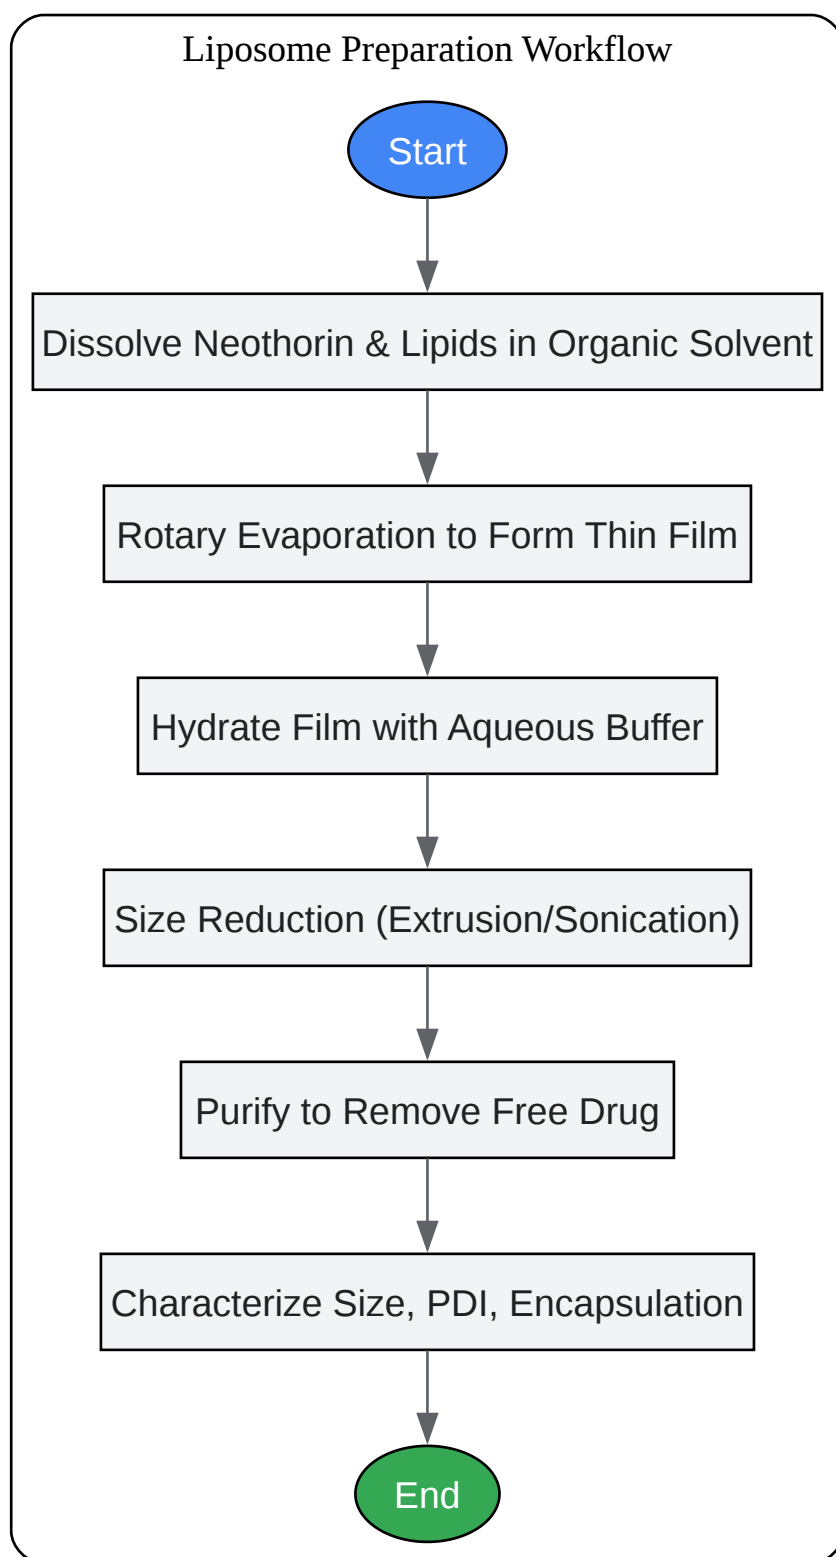 Liposome Preparation Workflow
Start
Dissolve Neothorin & Lipids in Organic Solvent
Rotary Evaporation to Form Thin Film
Hydrate Film with Aqueous Buffer
Size Reduction (Extrusion/Sonication)
Purify to Remove Free Drug
Characterize Size, PDI, Encapsulation
End